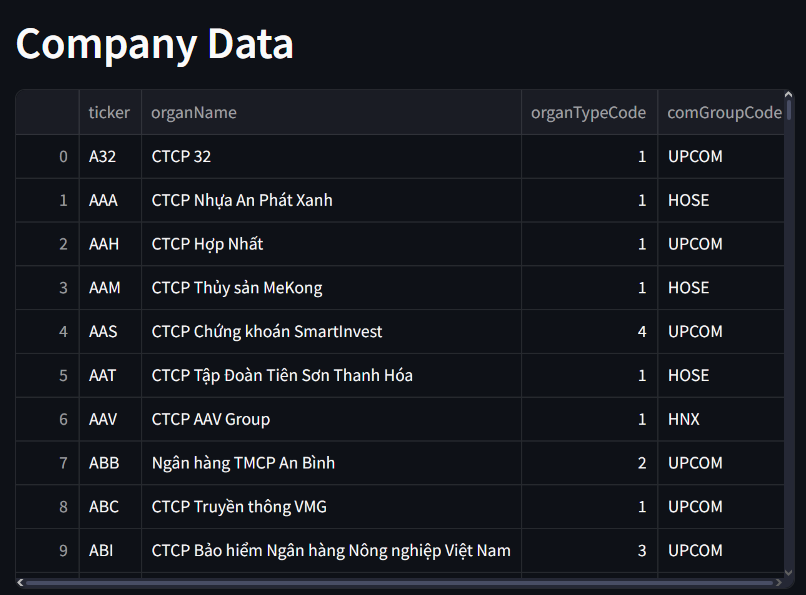 Company Data
ticker organName organTypeCode comGroupCode
0 A32 CTCP 32 1 UPCOM
1 AAA CTCP Nhựa An Phát Xanh 1 HOSE
2 AAH CTCP Hợp Nhất 1 UPCOM
3 AAM CTCP Thủy sản MeKong 1 HOSE
4 AAS CTCP Chứng khoán SmartInvest 4 UPCOM
5 AAT CTCP Tập Đoàn Tiên Sơn Thanh Hóa 1 HOSE
6 AAV CTCP AAV Group 1 HNX
7 ABB Ngân hàng TMCP An Bình 2 UPCOM
8 ABC CTCP Truyền thông VMG 1 UPCOM
9 ABI CTCP Bảo hiểm Ngân hàng Nông nghiệp Việt Nam 3 UPCOM